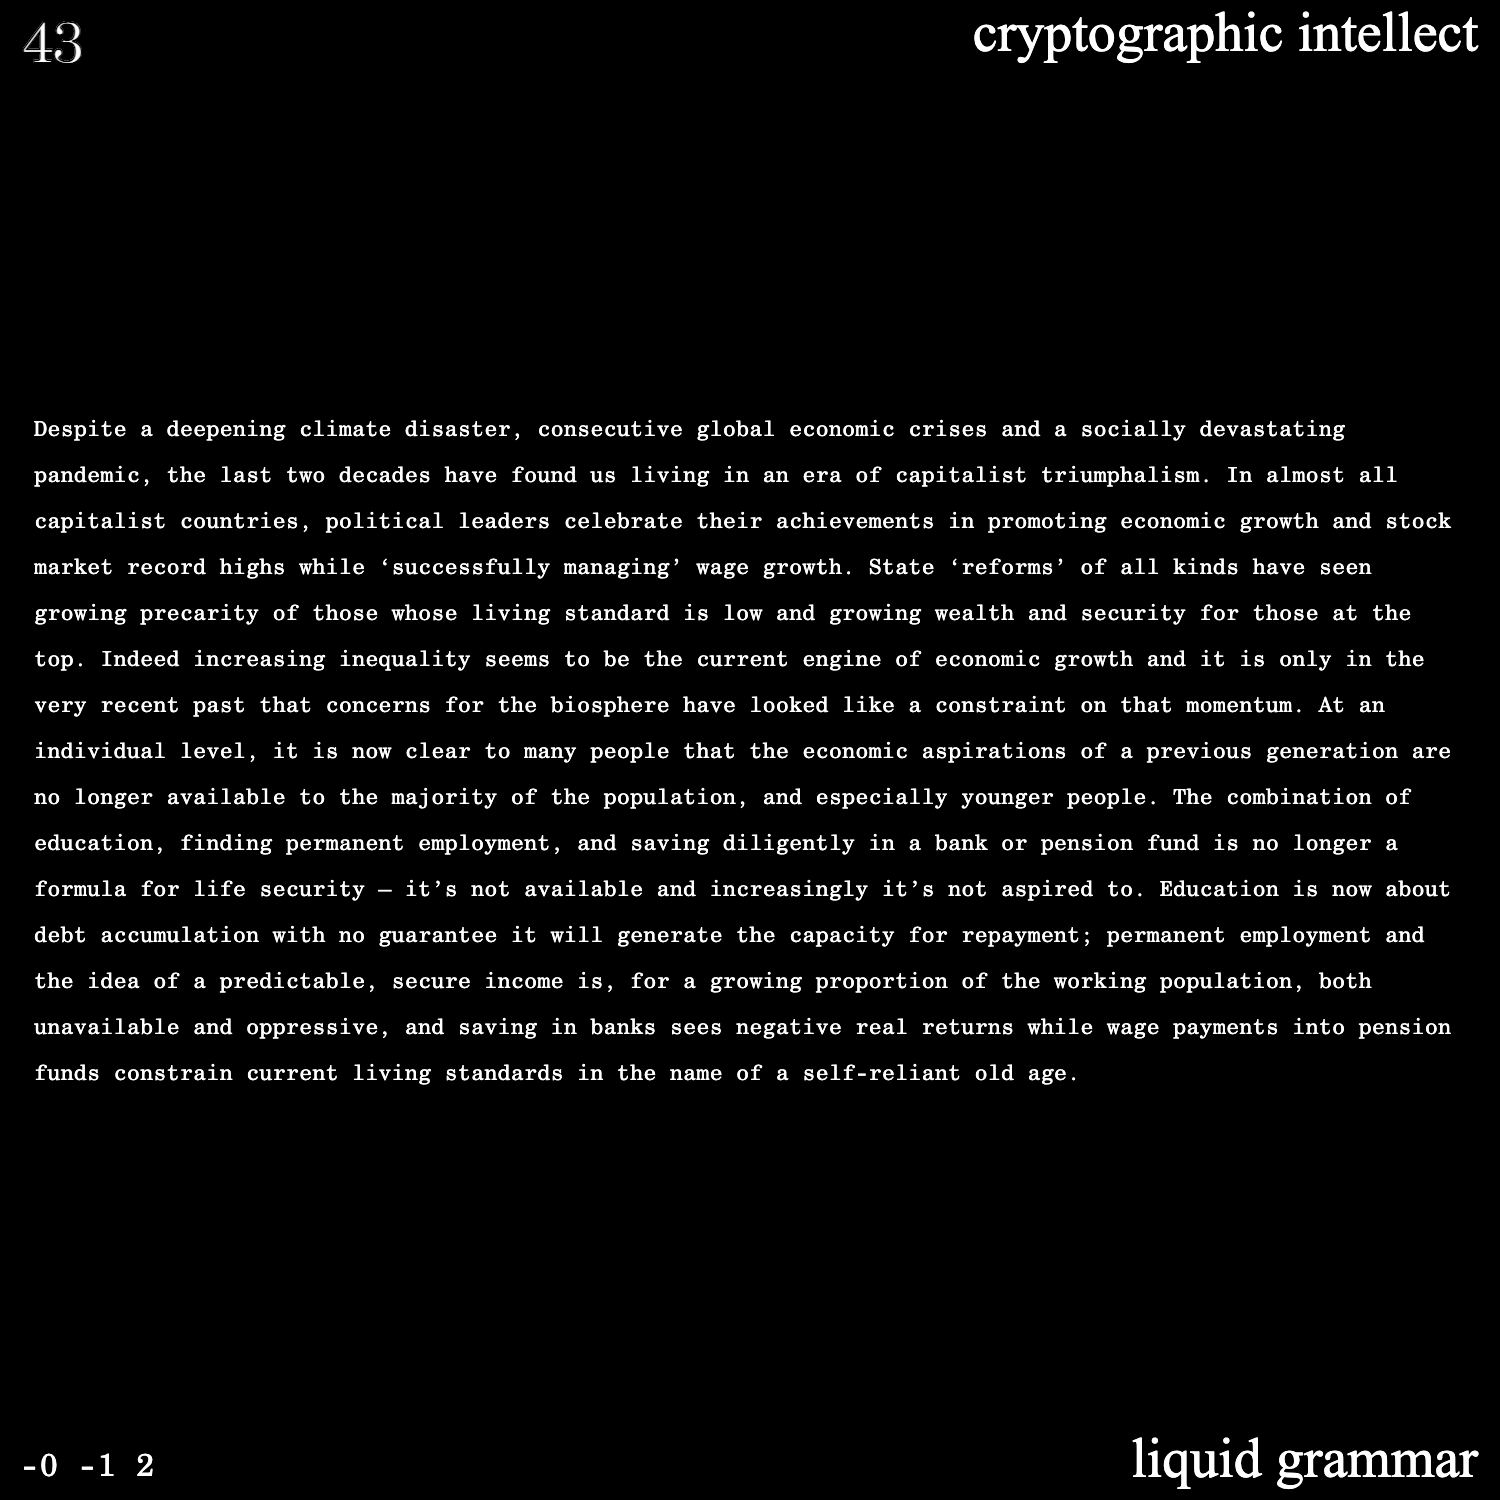 43
cryptographic intellect
Despite a deepening climate disaster, consecutive global economic crises and a socially devastating
pandemic, the last two decades have found us living in an era of capitalist triumphalism. In almost all
capitalist countries, political leaders celebrate their achievements in promoting economic growth and stock
market record highs while ‘successfully managing’ wage growth. State ‘reforms’ of all kinds have seen
growing precarity of those whose living standard is low and growing wealth and security for those at the
top. Indeed increasing inequality seems to be the current engine of economic growth and it is only in the
very recent past that concerns for the biosphere have looked like a constraint on that momentum. At an
individual level, it is now clear to many people that the economic aspirations of a previous generation are
no longer available to the majority of the population, and especially younger people. The combination of
education, finding permanent employment, and saving diligently in a bank or pension fund is no longer a
formula for life security – it’s not available and increasingly it’s not aspired to. Education is now about
debt accumulation with no guarantee it will generate the capacity for repayment; permanent employment and
the idea of a predictable, secure income is, for a growing proportion of the working population, both
unavailable and oppressive, and saving in banks sees negative real returns while wage payments into pension
funds constrain current living standards in the name of a self-reliant old age.
-0 -1 2
liquid grammar